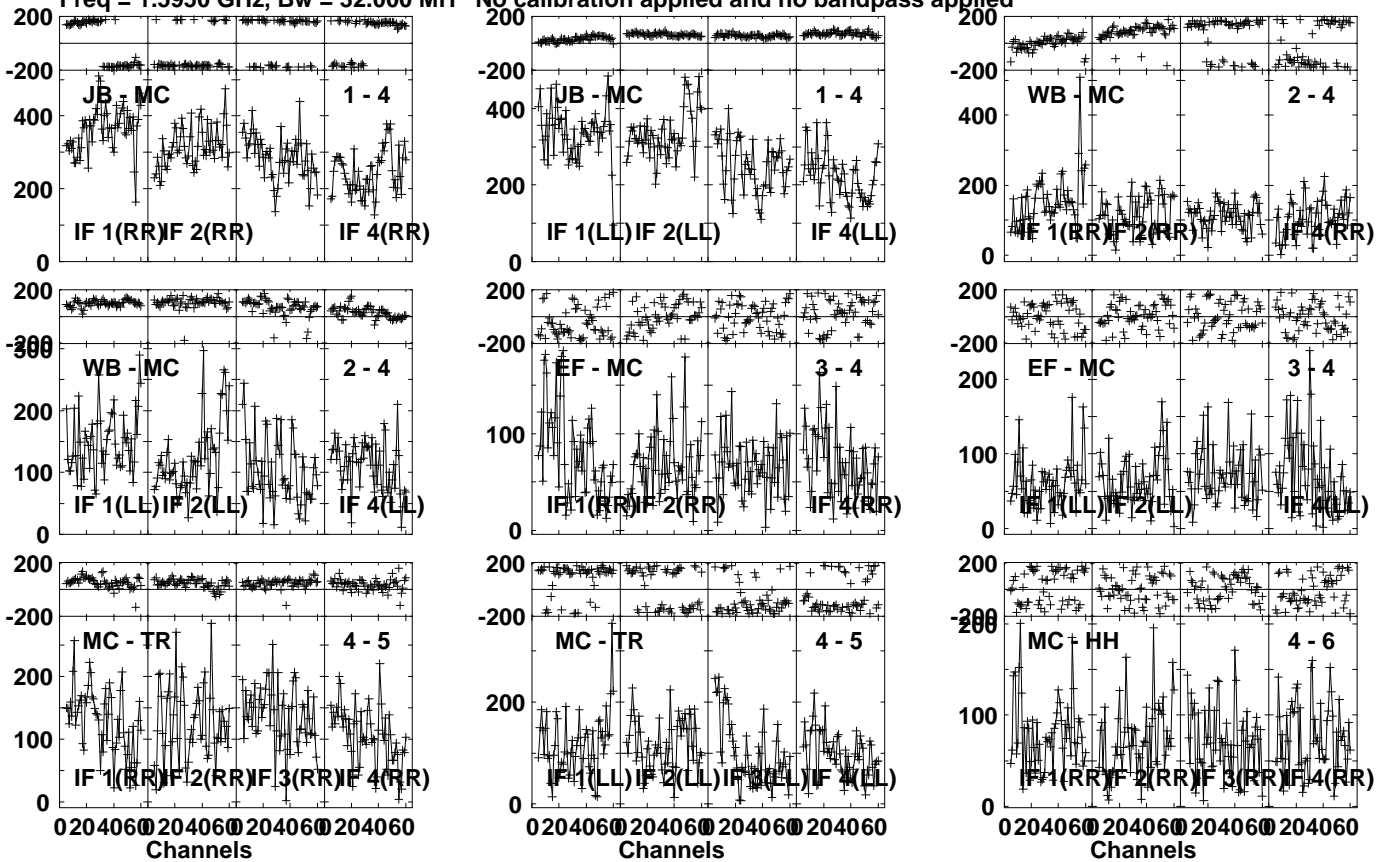 Freq = 1.5950 GHz, Bw = 32.000 MH No calibration applied and no bandpass applied
200
-200
400
200
0
JB - MC
1 - 4
IF 1(RR)
IF 2(RR)
IF 4(RR)
200
-200
400
200
0
JB - MC
1 - 4
IF 1(LL)
IF 2(LL)
IF 4(LL)
200
-200
400
200
0
WB - MC
2 - 4
IF 1(RR)
IF 2(RR)
IF 4(RR)
200
-200
300
200
100
0
WB - MC
2 - 4
IF 1(LL)
IF 2(LL)
IF 4(LL)
200
-200
100
0
EF - MC
3 - 4
IF 1(RR)
IF 2(RR)
IF 4(RR)
200
-200
200
100
0
EF - MC
3 - 4
IF 1(LL)
IF 2(LL)
IF 4(LL)
200
-200
200
100
0
MC - TR
4 - 5
IF 1(RR)
IF 2(RR)
IF 3(RR)
IF 4(RR)
0 20 40 60 0 20 40 60 0 20 40 60 0 20 40 60
Channels
200
-200
200
0
MC - TR
4 - 5
IF 1(LL)
IF 2(LL)
IF 3(LL)
IF 4(LL)
0 20 40 60 0 20 40 60 0 20 40 60 0 20 40 60
Channels
200
-200
200
100
0
MC - HH
4 - 6
IF 1(RR)
IF 2(RR)
IF 3(RR)
IF 4(RR)
0 20 40 60 0 20 40 60 0 20 40 60 0 20 40 60
Channels